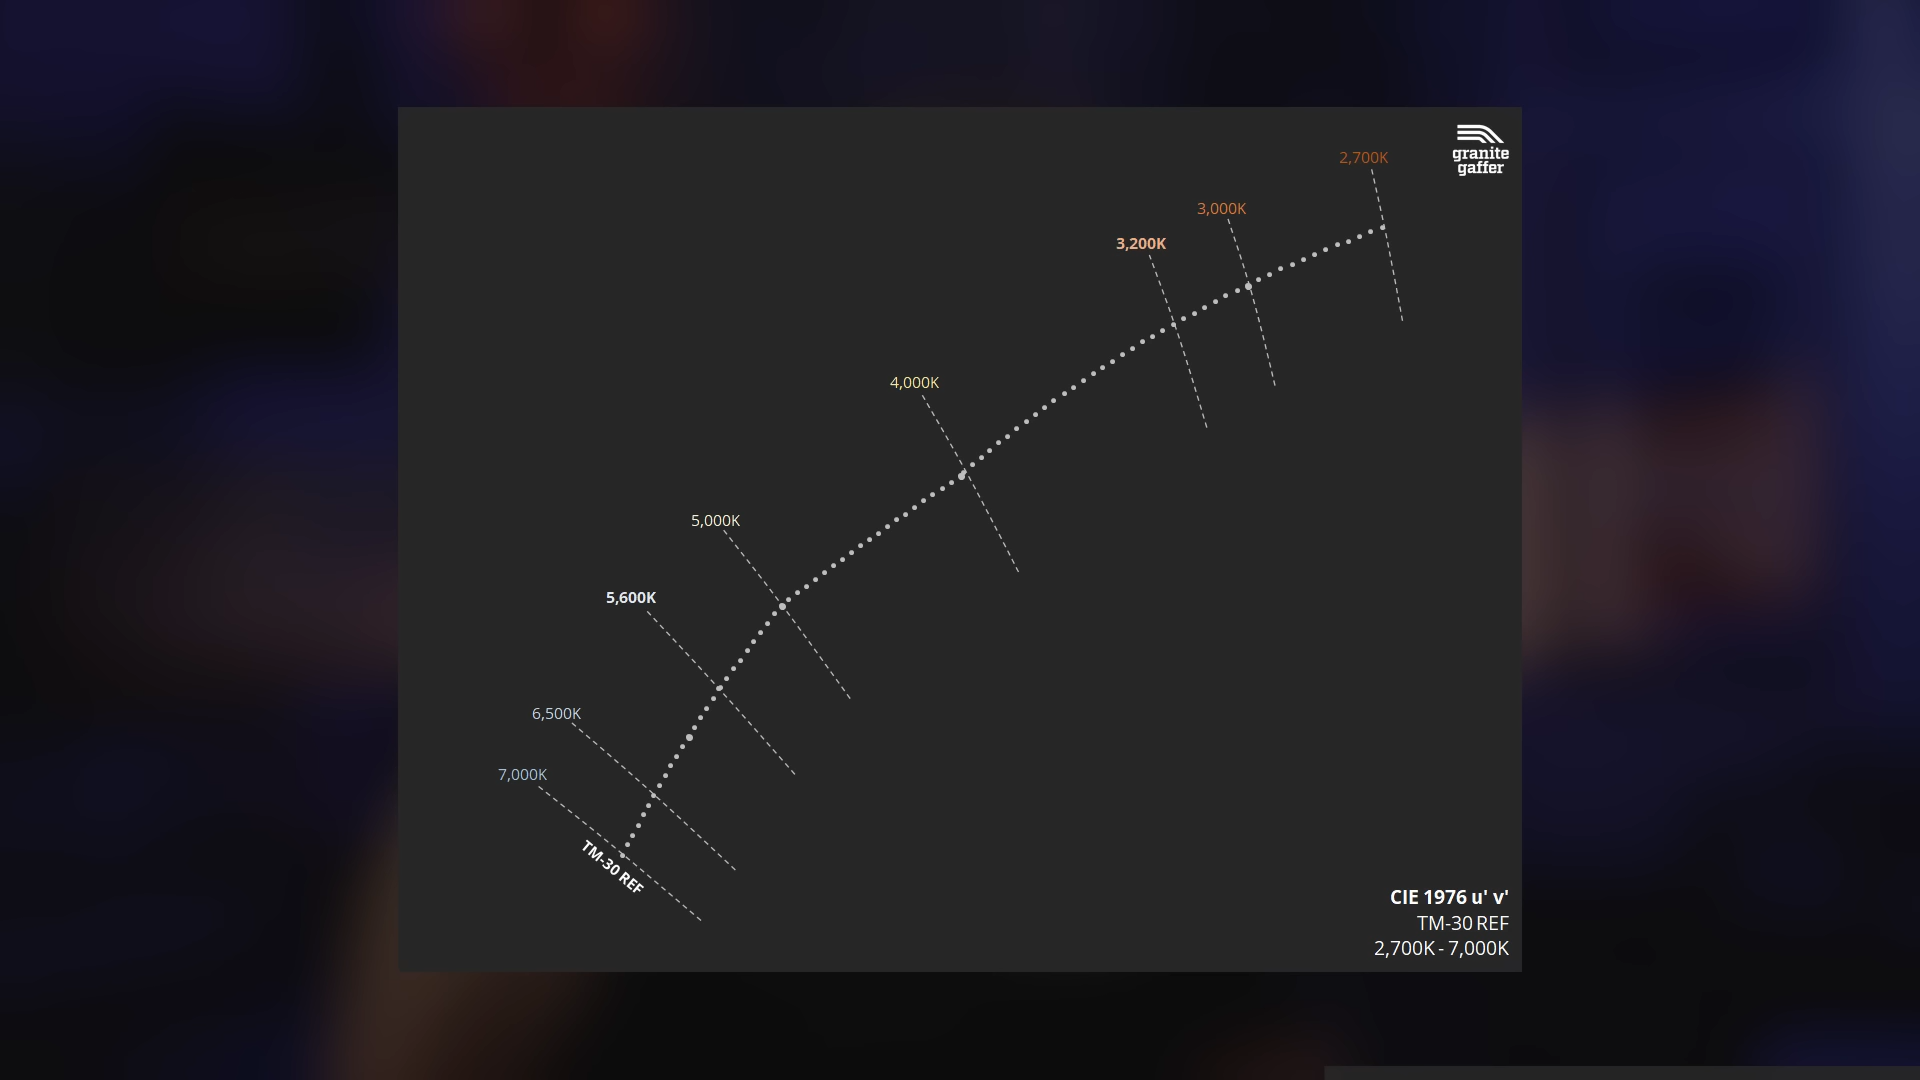 granite
gaffer
2,700K
3,000K
3,200K
4,000K
5,000K
5,600K
6,500K
7,000K
TM-30 REF
CIE 1976 u' v'
TM-30 REF
2,700K - 7,000K